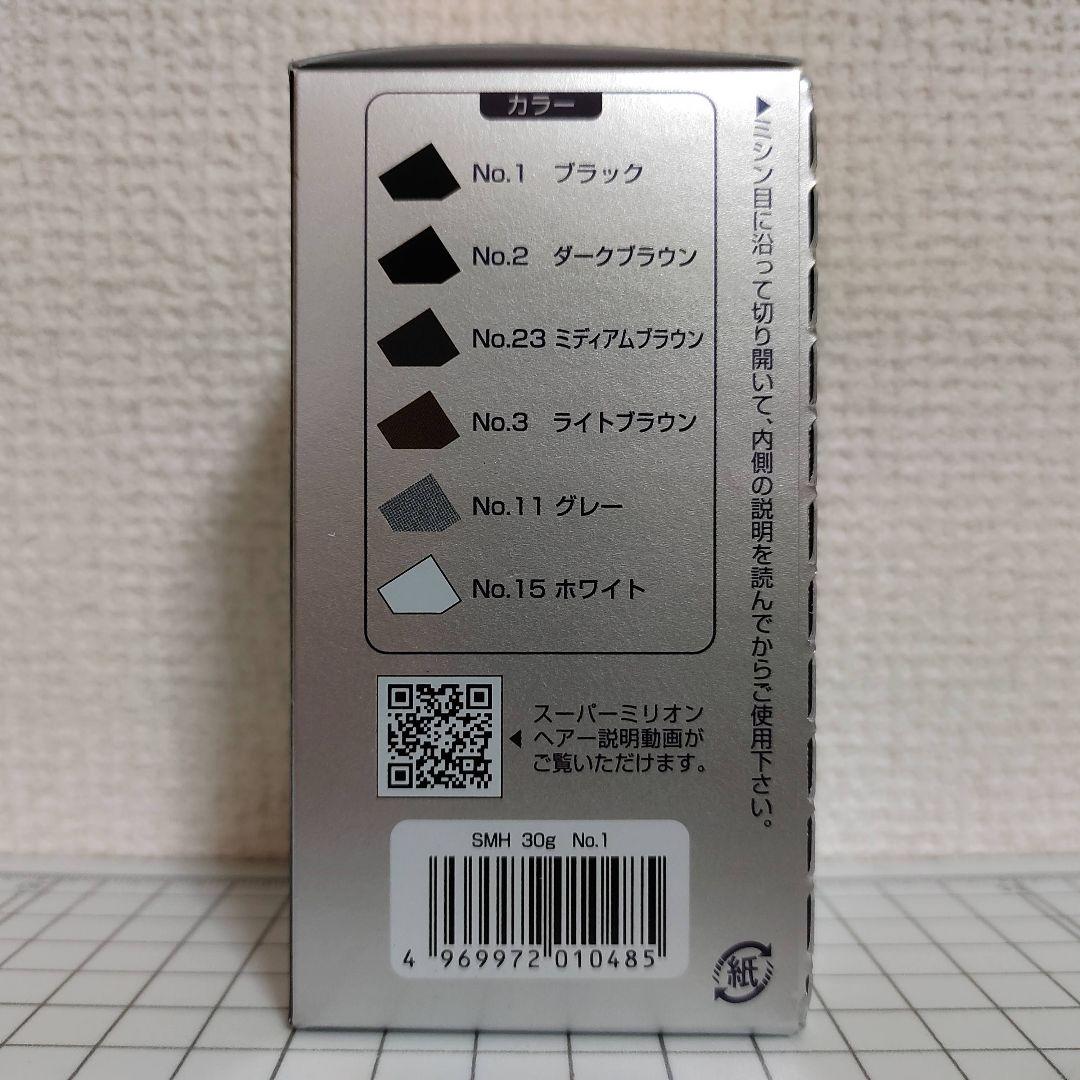 カラー
No.1 ブラック
No.2 ダークブラウン
No.23 ミディアムブラウン
No.3 ライトブラウン
No.11 グレー
No.15 ホワイト
▶ミシン目に沿って切り開いて、内側の説明を読んでからご使用下さい。
◀スーパーミリオン
ヘアー説明動画が
ご覧いただけます。
SMH 30g No.1
4 969972 010485
紙